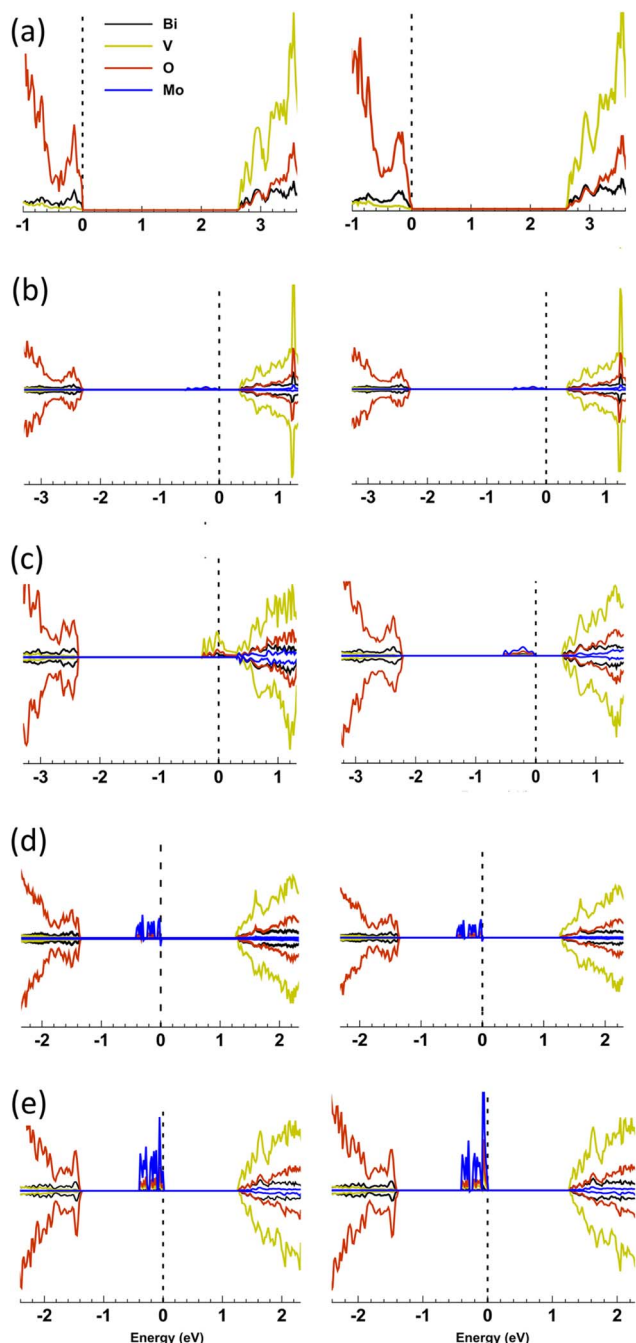 (a)
Bi
V
O
Mo
-1 0 1 2 3
-1 0 1 2 3
(b)
-3 -2 -1 0 1
-3 -2 -1 0 1
(c)
-3 -2 -1 0 1
-3 -2 -1 0 1
(d)
-2 -1 0 1 2
-2 -1 0 1 2
(e)
-2 -1 0 1 2
-2 -1 0 1 2
Energy (eV)
Energy (eV)